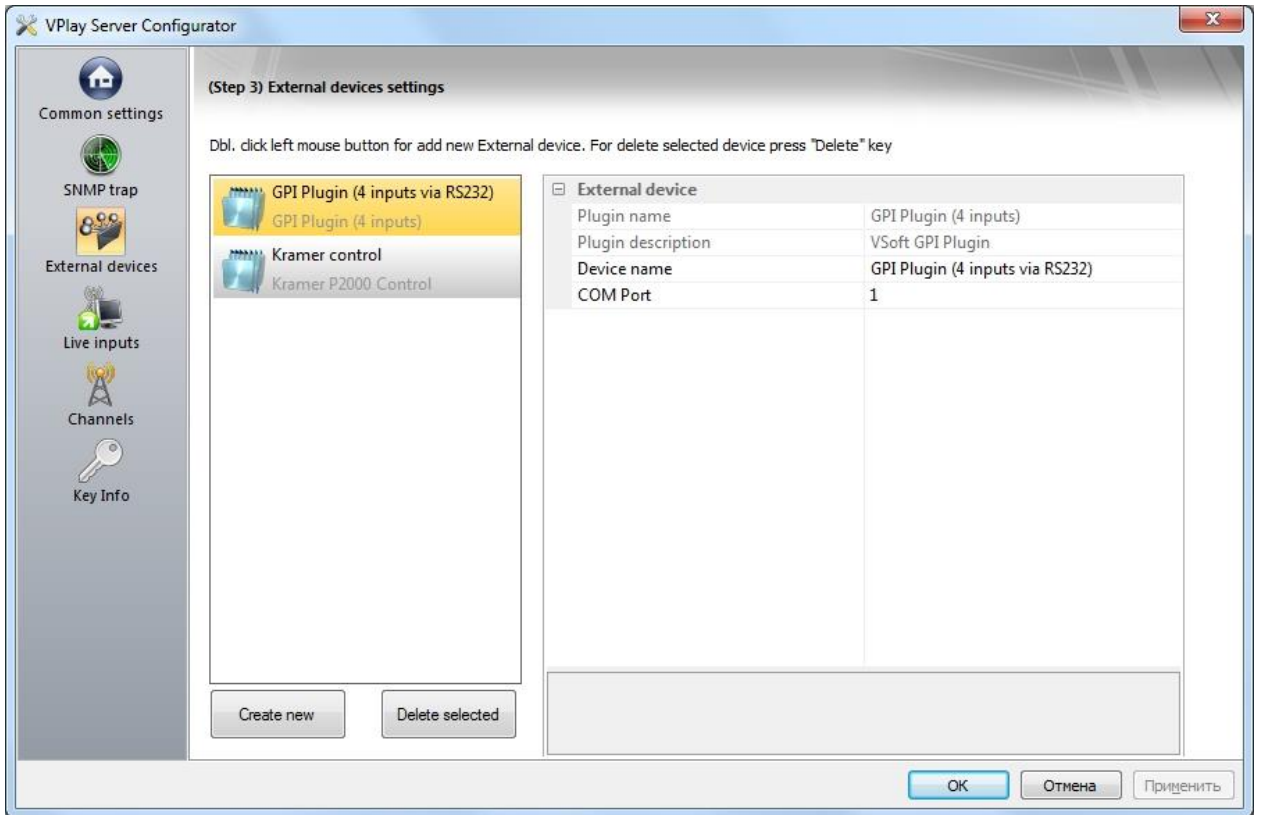 VPlay Server Configurator
Common settings
SNMP trap
External devices
Live inputs
Channels
Key Info
(Step 3) External devices settings
Dbl. click left mouse button for add new External device. For delete selected device press "Delete" key
GPI Plugin (4 inputs via RS232)
GPI Plugin (4 inputs)
Kramer control
Kramer P2000 Control
Create new
Delete selected
External device
Plugin name GPI Plugin (4 inputs)
Plugin description VSoft GPI Plugin
Device name GPI Plugin (4 inputs via RS232)
COM Port 1
OK Отмена Применить